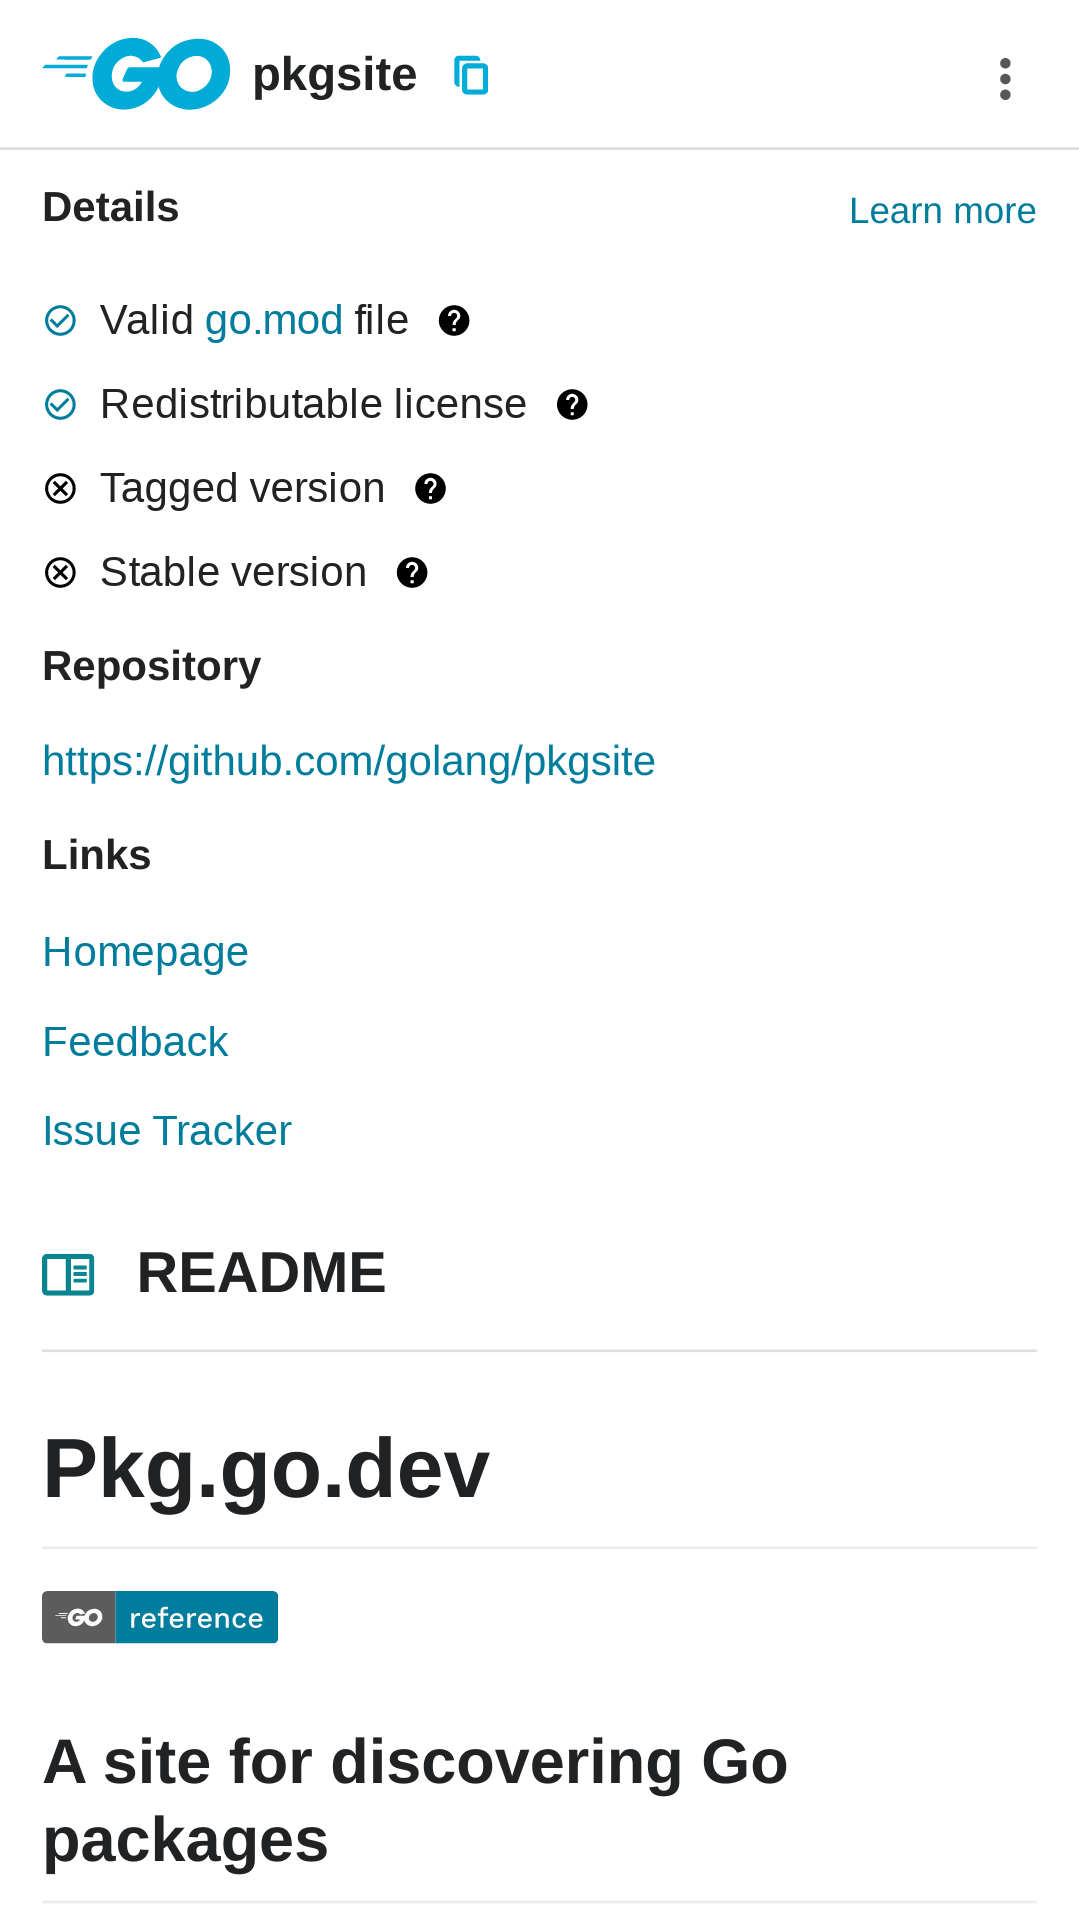 GO pkgsite
Details
Learn more
Valid go.mod file
Redistributable license
Tagged version
Stable version
Repository
https://github.com/golang/pkgsite
Links
Homepage
Feedback
Issue Tracker
README
Pkg.go.dev
GO reference
A site for discovering Go
packages